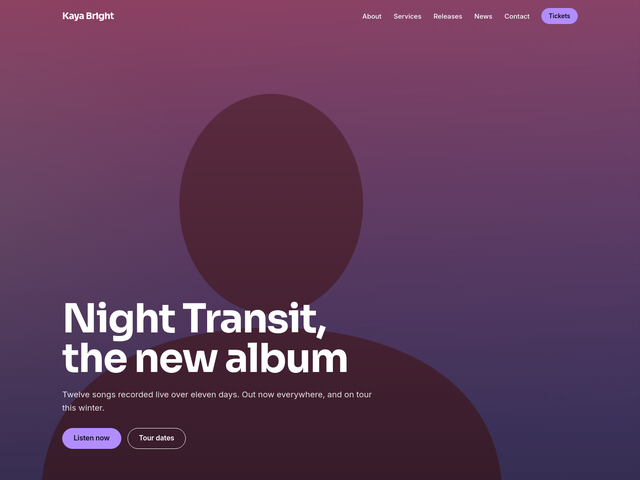 Kaya Bright
About
Services
Releases
News
Contact
Tickets
Night Transit,
the new album
Twelve songs recorded live over eleven days. Out now everywhere, and on tour
this winter.
Listen now
Tour dates